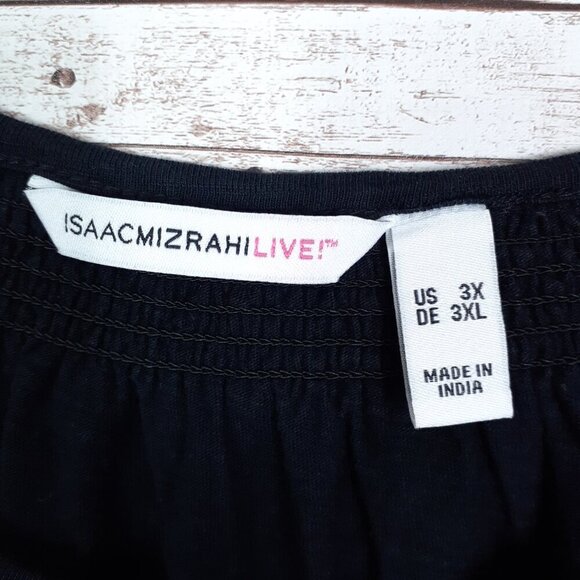 ISAACMIZRAHILIVE!™
US 3X
DE 3XL
MADE IN
INDIA